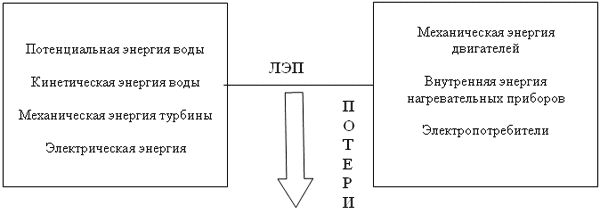 Потенциальная энергия воды
Кинетическая энергия воды
Механическая энергия турбины
Электрическая энергия
ЛЭП
ПОТЕРИ
Механическая энергия
двигателей
Внутренняя энергия
нагревательных приборов
Электропотребители